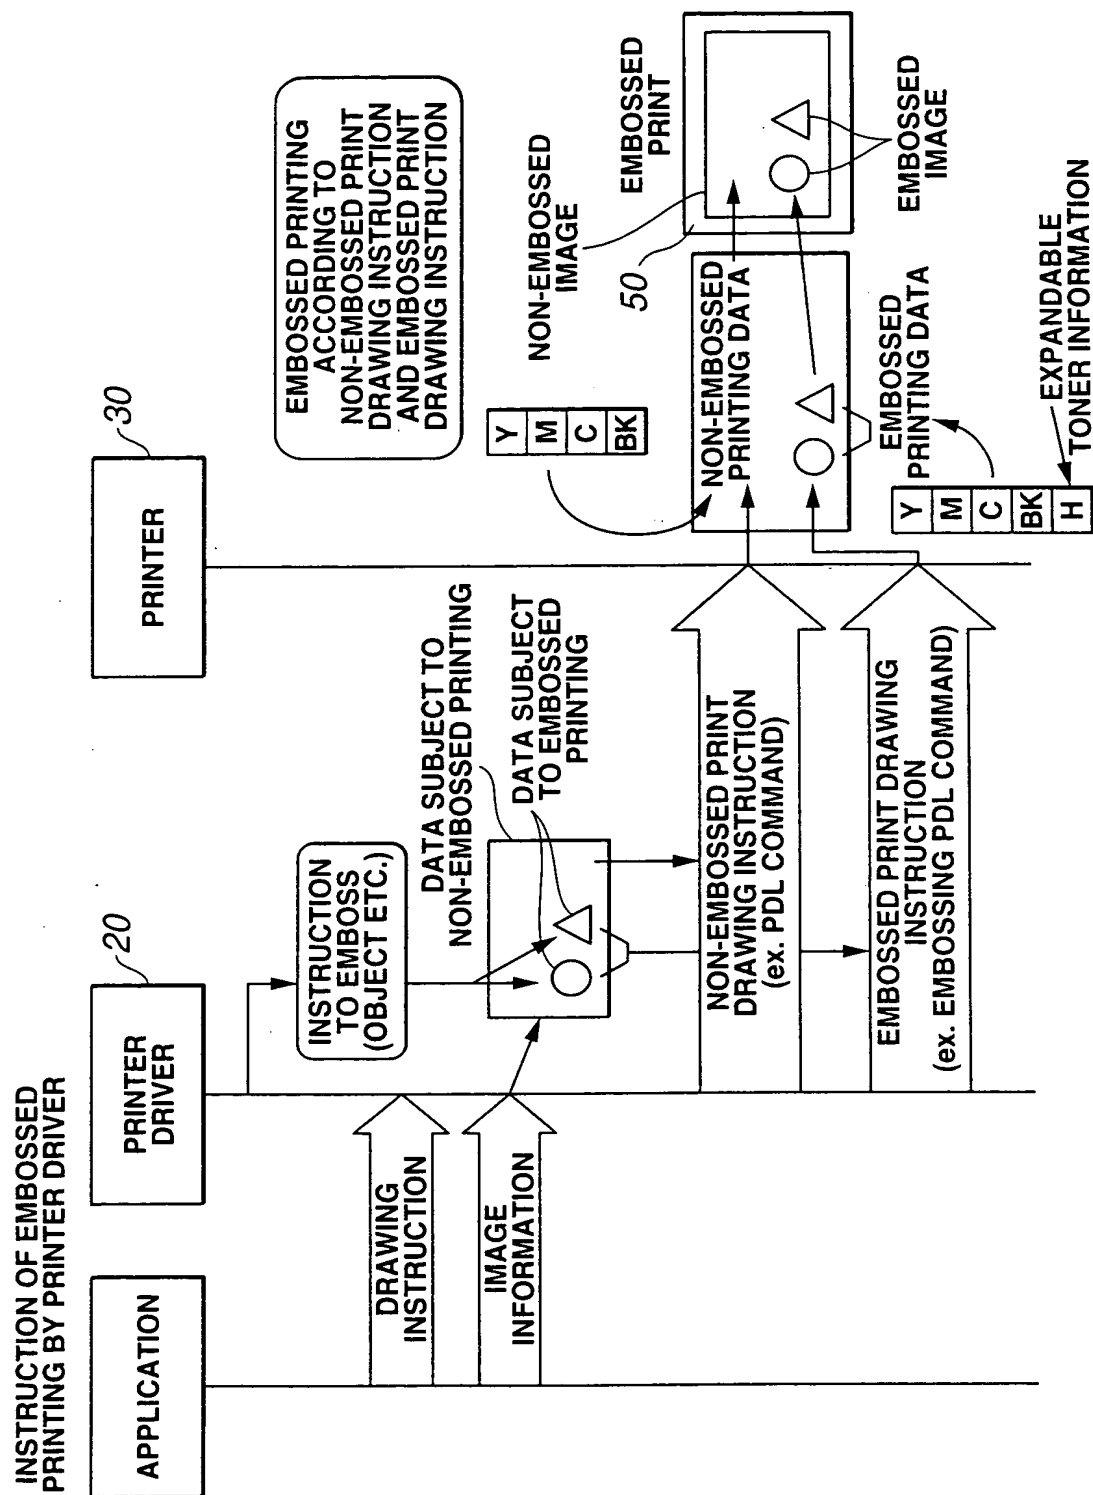 INSTRUCTION OF EMBOSSED
PRINTING BY PRINTER DRIVER
APPLICATION
PRINTER
DRIVER
20
PRINTER
30
DRAWING
INSTRUCTION
IMAGE
INFORMATION
INSTRUCTION
TO EMBOSS
(OBJECT ETC.)
DATA SUBJECT TO
NON-EMBOSSED PRINTING
DATA SUBJECT
TO EMBOSSED
PRINTING
NON-EMBOSSED PRINT
DRAWING INSTRUCTION
(ex. PDL COMMAND)
EMBOSSED PRINT DRAWING
INSTRUCTION
(ex. EMBOSSING PDL COMMAND)
EMBOSSED PRINTING
ACCORDING TO
NON-EMBOSSED PRINT
DRAWING INSTRUCTION
AND EMBOSSED PRINT
DRAWING INSTRUCTION
Y
M
C
BK
NON-EMBOSSED
IMAGE
50
EMBOSSED
PRINT
NON-EMBOSSED
PRINTING DATA
EMBOSSED
IMAGE
EMBOSSED
PRINTING DATA
Y
M
C
BK
H
EXPANDABLE
TONER INFORMATION